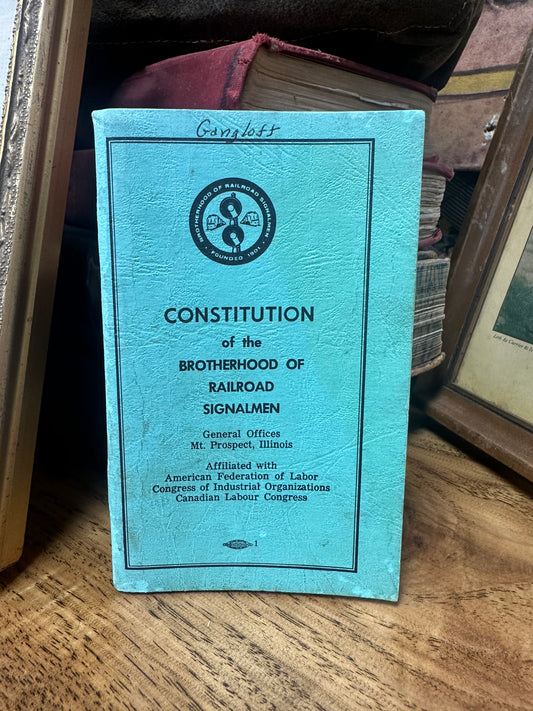 Gangloff
BROTHERHOOD OF RAILROAD SIGNALMEN
• FOUNDED 1901 •
CONSTITUTION
of the
BROTHERHOOD OF
RAILROAD
SIGNALMEN
General Offices
Mt. Prospect, Illinois
Affiliated with
American Federation of Labor
Congress of Industrial Organizations
Canadian Labour Congress
1